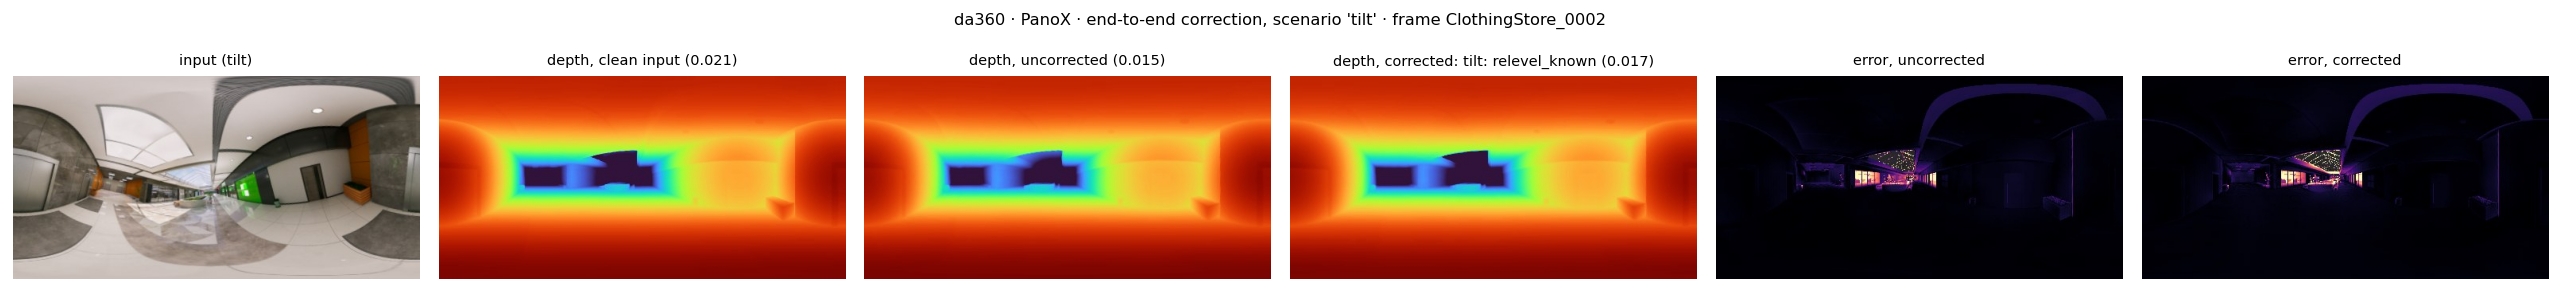 da360 · PanoX · end-to-end correction, scenario 'tilt' · frame ClothingStore_0002
input (tilt)
depth, clean input (0.021)
depth, uncorrected (0.015)
depth, corrected: tilt: relevel_known (0.017)
error, uncorrected
error, corrected